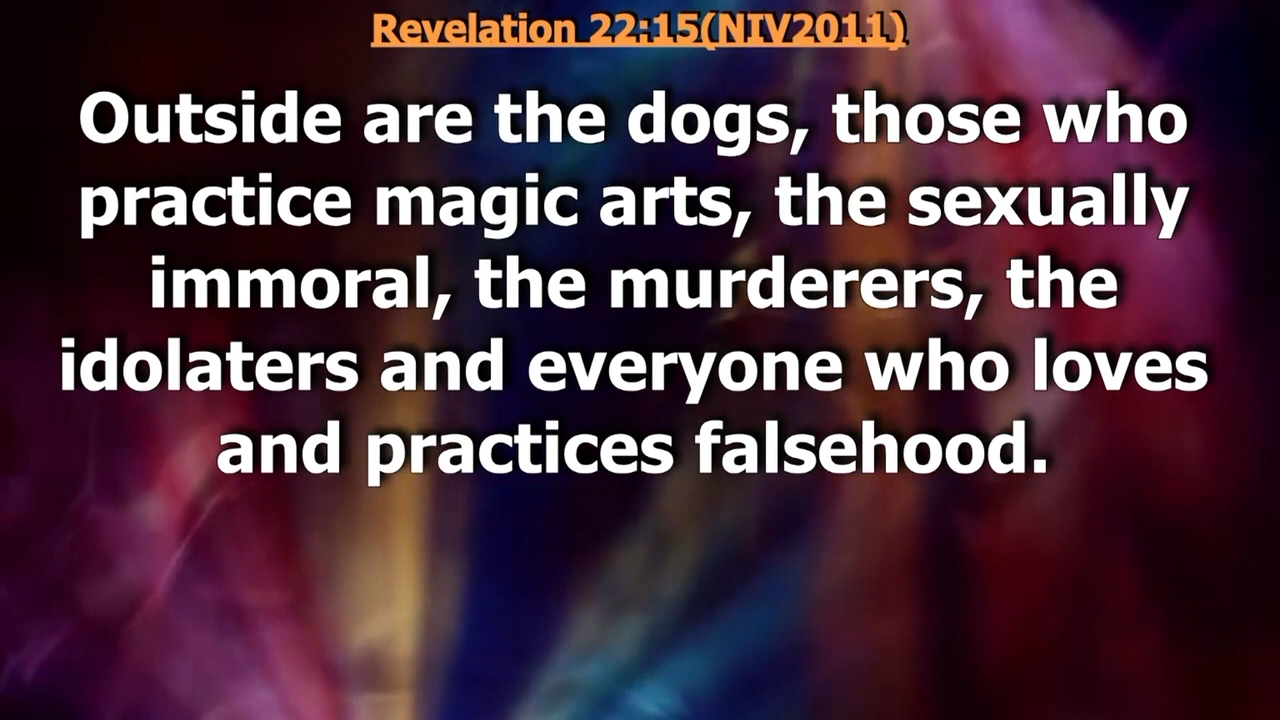 Revelation 22:15(NIV2011)
Outside are the dogs, those who
practice magic arts, the sexually
immoral, the murderers, the
idolaters and everyone who loves
and practices falsehood.